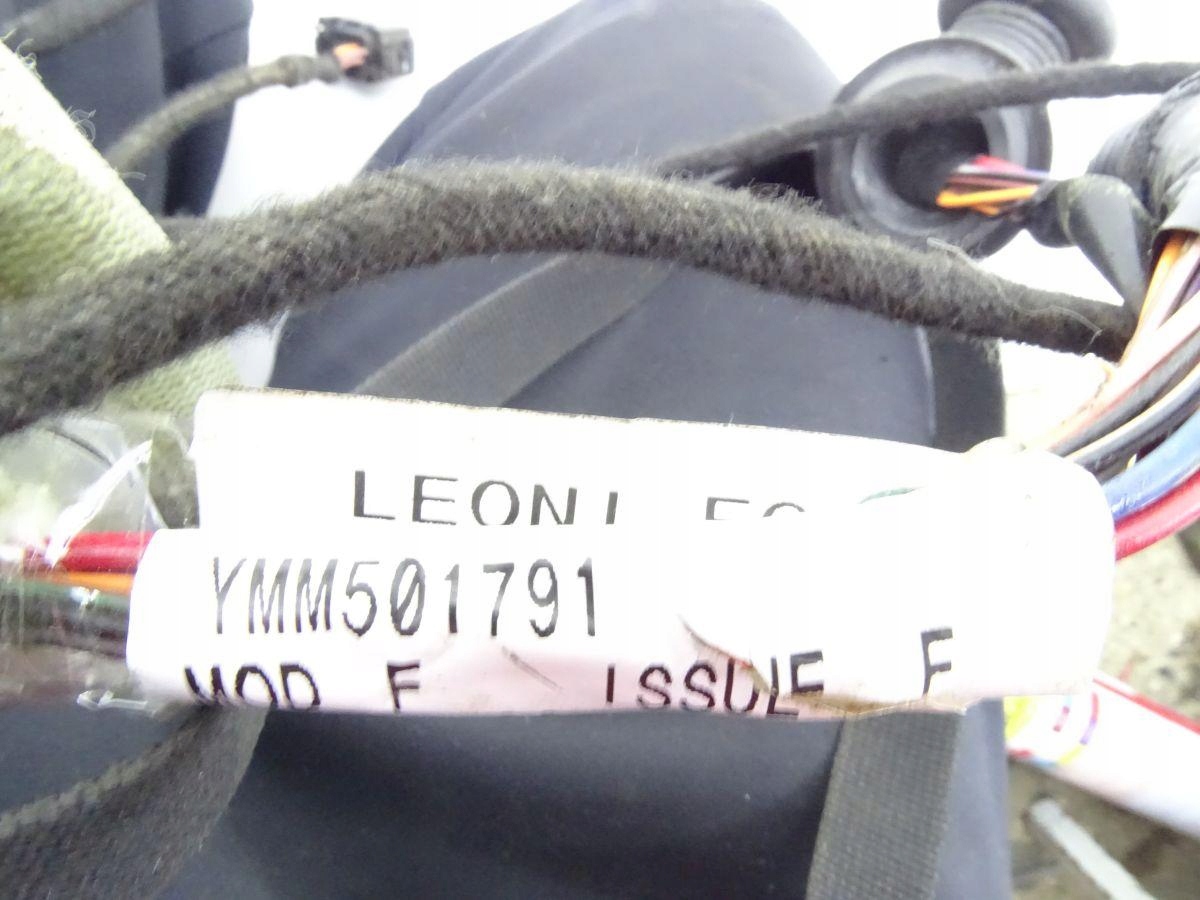 LEONI
YMM501791
MOD E ISSUE F